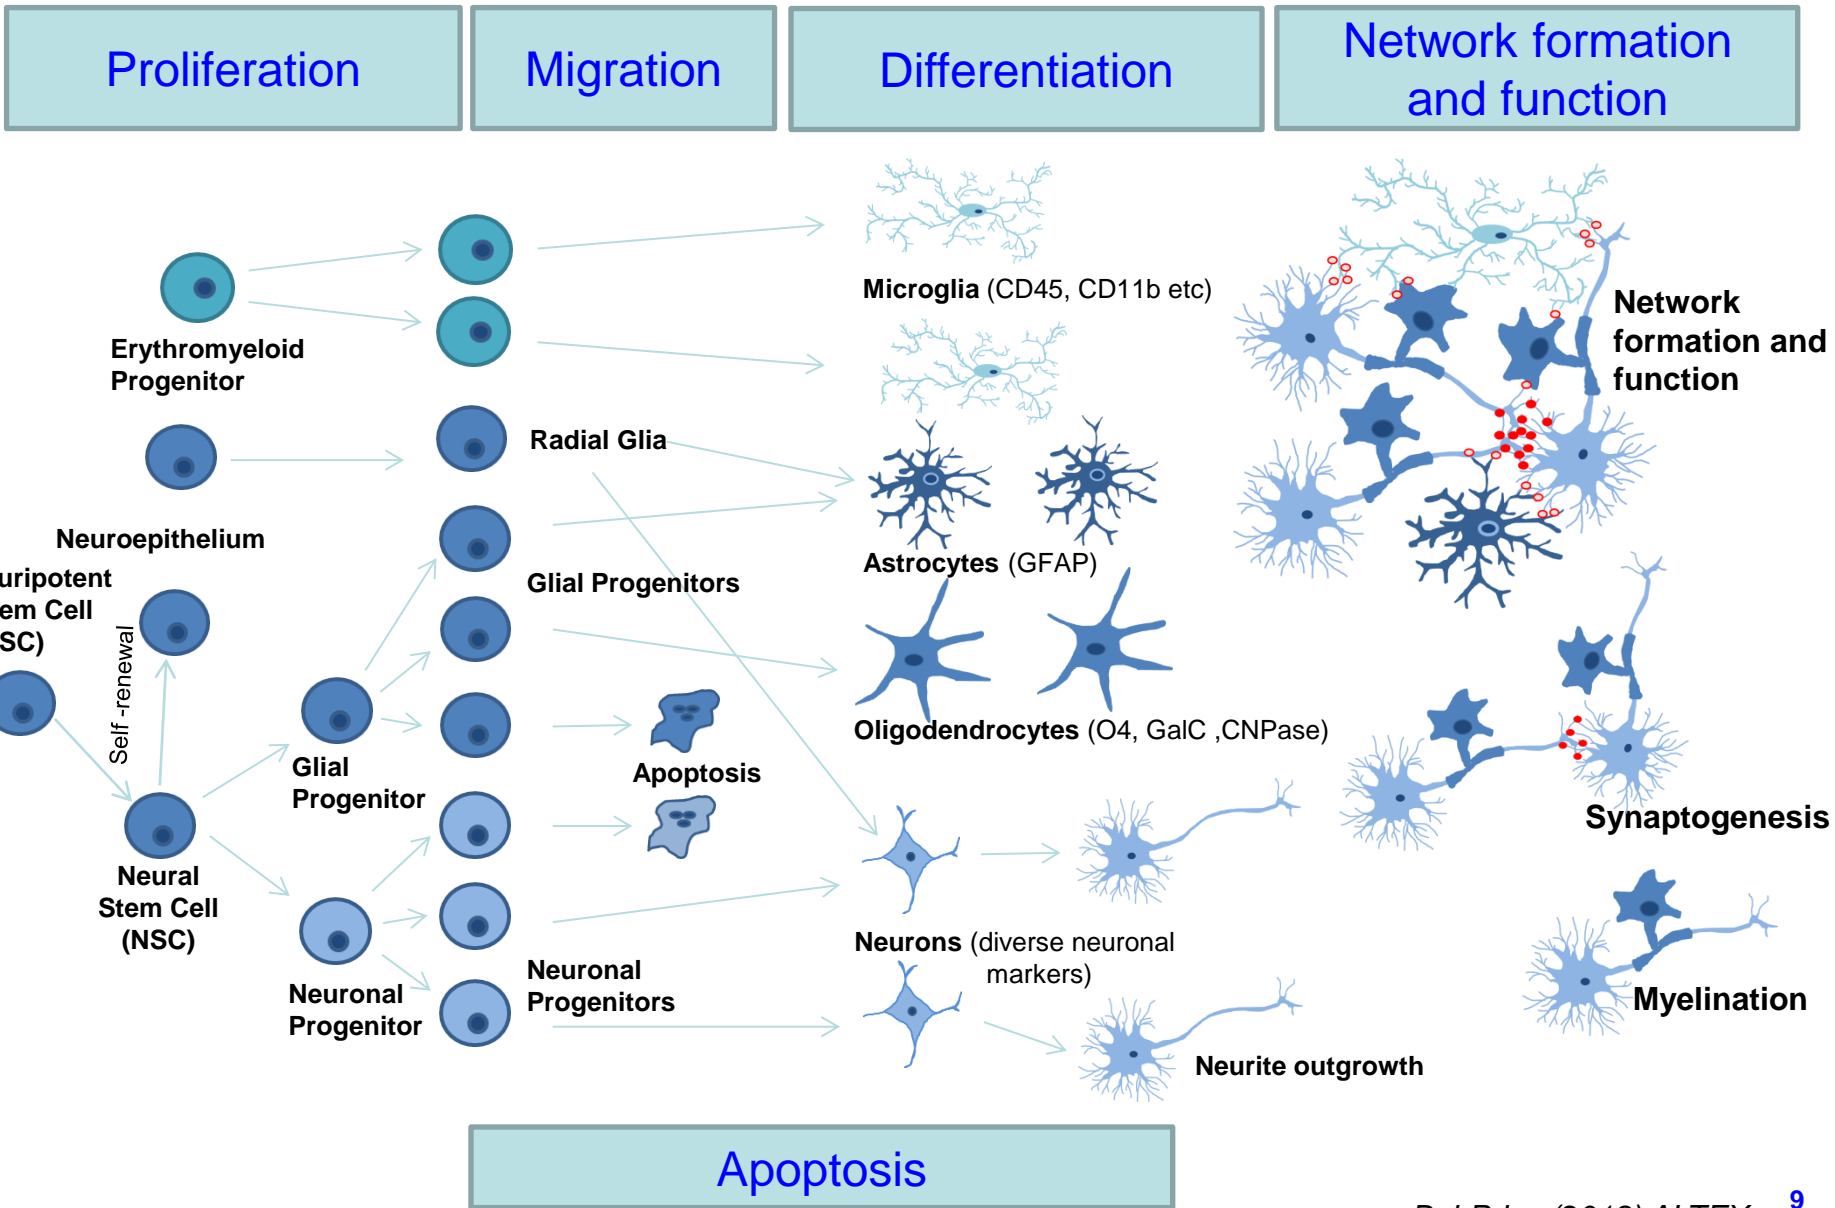 Proliferation
Migration
Differentiation
Network formation
and function
Microglia (CD45, CD11b etc)
Erythromyeloid
Progenitor
Network
formation and
function
Radial Glia
Neuroepithelium
Astrocytes (GFAP)
uripotent
em Cell
SC)
Glial Progenitors
Self -renewal
Oligodendrocytes (O4, GalC ,CNPase)
Glial
Progenitor
Apoptosis
Synaptogenesis
Neural
Stem Cell
(NSC)
Neurons (diverse neuronal
markers)
Neuronal
Progenitors
Neuronal
Progenitor
Myelination
Neurite outgrowth
Apoptosis
(2018) ALTEX
9